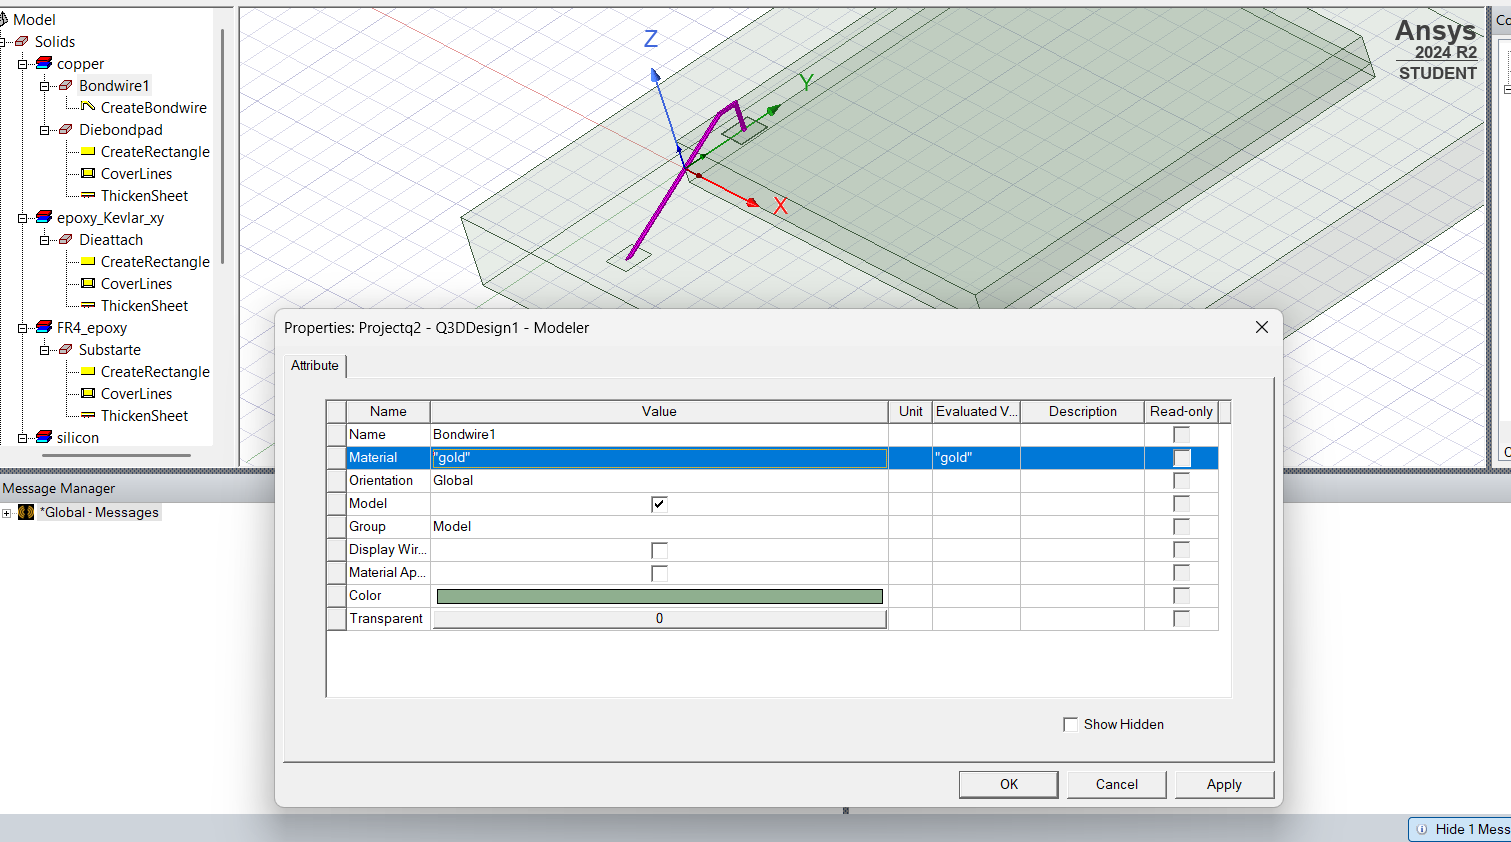 Model
Solids
copper
Bondwire1
CreateBondwire
Diebondpad
CreateRectangle
CoverLines
ThickenSheet
epoxy_Kevlar_xy
Dieattach
CreateRectangle
CoverLines
ThickenSheet
FR4_epoxy
Substarte
CreateRectangle
CoverLines
ThickenSheet
silicon
Z
Y
X
Ansys
2024 R2
STUDENT
Co
Message Manager
*Global - Messages
Properties: Projectq2 - Q3DDesign1 - Modeler
Attribute
Name Value Unit Evaluated V... Description Read-only
Name Bondwire1
Material "gold" "gold"
Orientation Global
Model
Group Model
Display Wir...
Material Ap...
Color
Transparent 0
Show Hidden
OK Cancel Apply
Hide 1 Mess